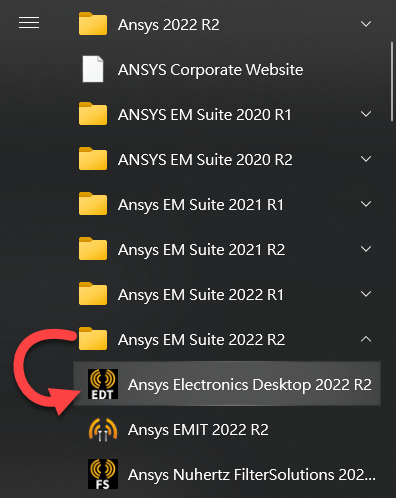 Ansys 2022 R2
ANSYS Corporate Website
ANSYS EM Suite 2020 R1
ANSYS EM Suite 2020 R2
Ansys EM Suite 2021 R1
Ansys EM Suite 2021 R2
Ansys EM Suite 2022 R1
Ansys EM Suite 2022 R2
EDT Ansys Electronics Desktop 2022 R2
Ansys EMIT 2022 R2
FS Ansys Nuhertz FilterSolutions 202...